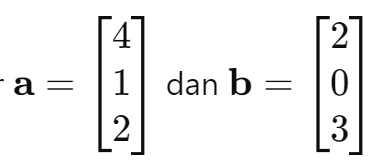 a = [4 1 2] dan b = [2 0 3]